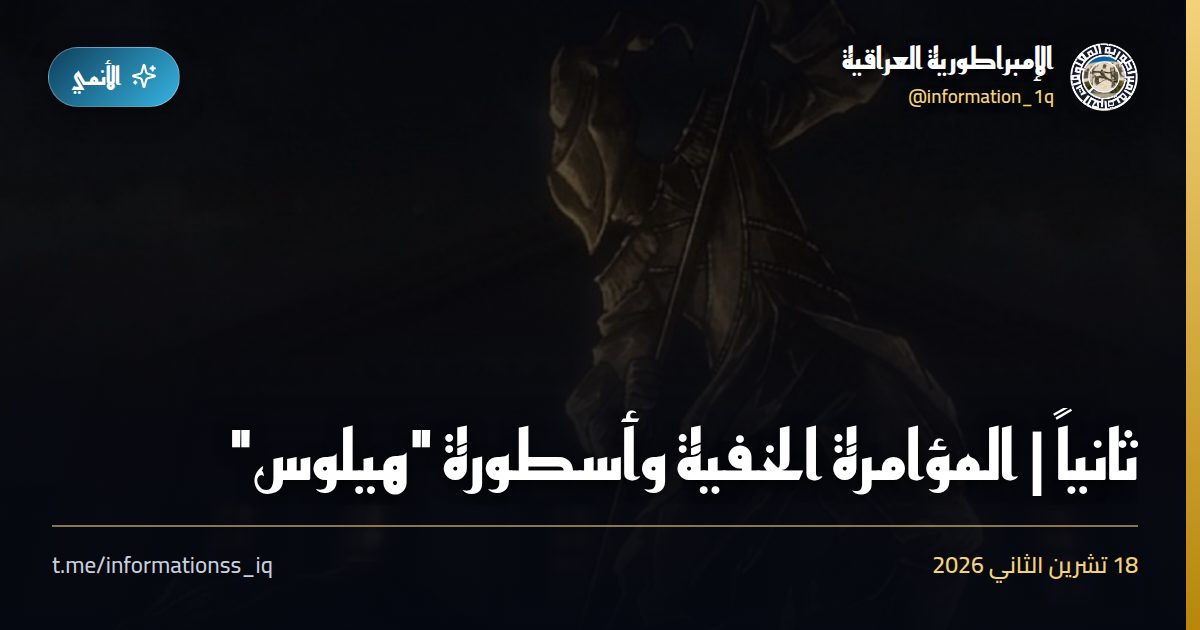 الإمبراطورية العراقية
@information_1q
الأنمي
ثانياً | المؤامرة الخفية وأسطورة "هيلوس"
18 تشرين الثاني 2026
t.me/informationss_iq